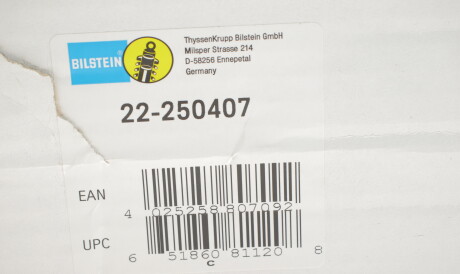 BILSTEIN
ThyssenKrupp Bilstein GmbH
Milsper Strasse 214
D-58256 Ennepetal
Germany
22-250407
EAN
4 025258 807092
UPC
6 51860 81120 8
C